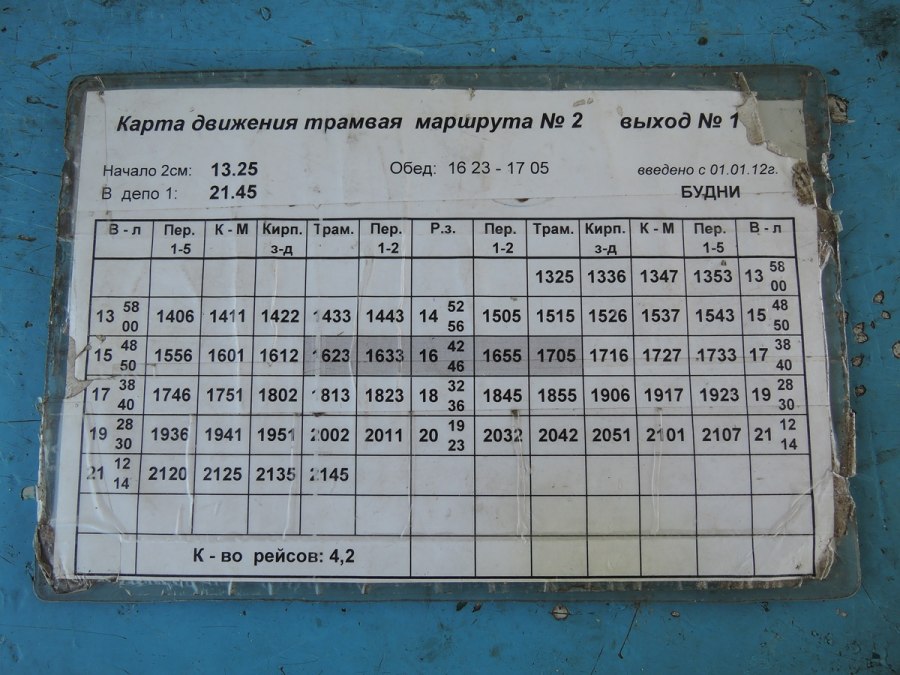 Карта движения трамвая маршрута № 2 выход № 1
Начало 2см: 13.25 Обед: 16 23 - 17 05 введено с 01.01.12г.
В депо 1: 21.45 БУДНИ
В - л Пер. 1-5 К - М Кирп. з-д Трам. Пер. 1-2 Р.з. Пер. 1-2 Трам. Кирп. з-д К - М Пер. 1-5 В - л
1325 1336 1347 1353 13 58 00
13 58 00 1406 1411 1422 1433 1443 14 52 56 1505 1515 1526 1537 1543 15 48 50
15 48 50 1556 1601 1612 1623 1633 16 42 46 1655 1705 1716 1727 1733 17 38 40
17 38 40 1746 1751 1802 1813 1823 18 32 36 1845 1855 1906 1917 1923 19 28 30
19 28 30 1936 1941 1951 2002 2011 20 19 23 2032 2042 2051 2101 2107 21 12 14
21 12 14 2120 2125 2135 2145
К - во рейсов: 4,2